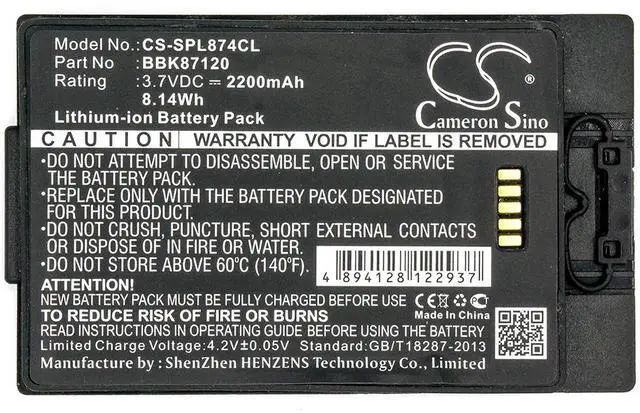 Model No.: CS-SPL874CL
Part No : BBK87120
Rating : 3.7VDC ⎓ 2200mAh
8.14Wh
Lithium-ion Battery Pack
CS
Cameron Sino
®
CAUTION WARRANTY VOID IF LABEL IS REMOVED
•DO NOT ATTEMPT TO DISASSEMBLE, OPEN OR SERVICE
THE BATTERY PACK.
•REPLACE ONLY WITH THE BATTERY PACK DESIGNATED
FOR THIS PRODUCT.
•DO NOT CRUSH, PUNCTURE, SHORT EXTERNAL CONTACTS
OR DISPOSE OF IN FIRE OR WATER.
•DO NOT STORE ABOVE 60°C (140°F).
4 894128 122937
ATTENTION!
NEW BATTERY PACK MUST BE FULLY CHARGED BEFORE USE
TO REDUCE RISK OF FIRE OR BURNS
READ OPERATING GUIDE BEFORE USING BATTERY
CE
Made In China
Limited Charge Voltage:4.2V±0.05V Standard:GB/T18287-2013
Manufacturer by : ShenZhen HENZENS Technology Co., Limited